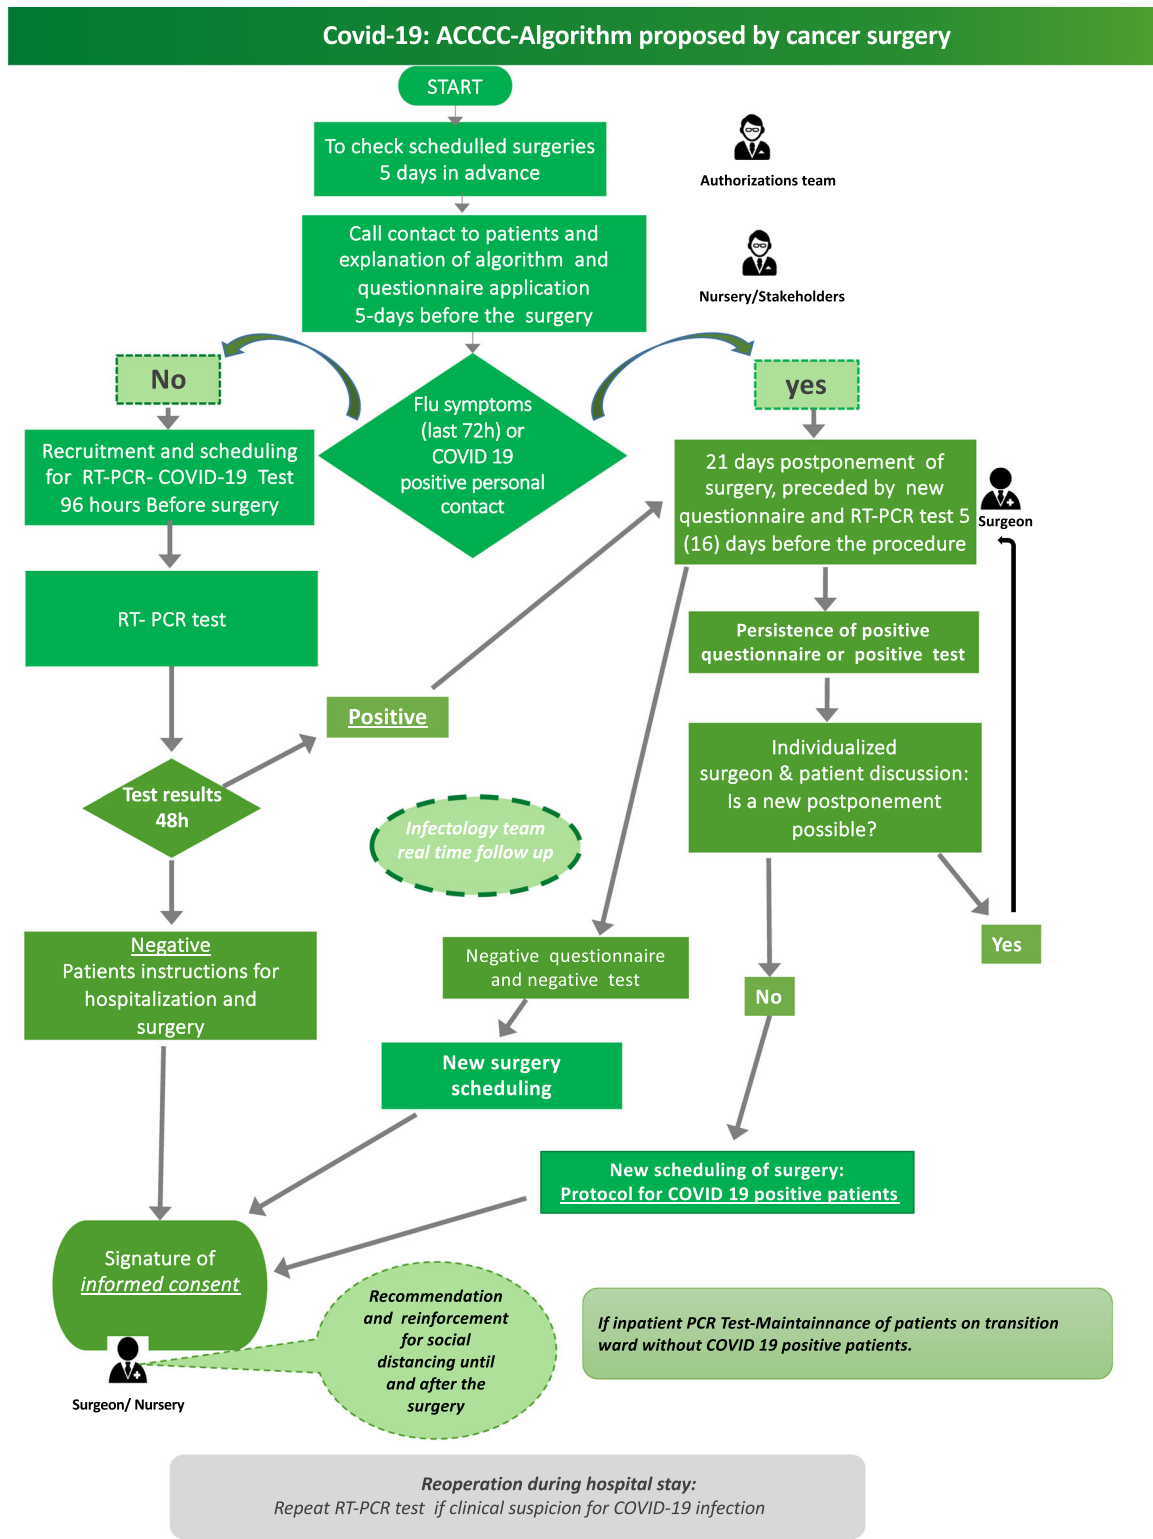 Covid-19: ACCCC-Algorithm proposed by cancer surgery
START
To check schedulled surgeries
5 days in advance
Authorizations team
Call contact to patients and
explanation of algorithm and
questionnaire application
5-days before the surgery
Nursery/Stakeholders
No
yes
Flu symptoms
(last 72h) or
COVID 19
positive personal
contact
Recruitment and scheduling
for RT-PCR- COVID-19 Test
96 hours Before surgery
21 days postponement of
surgery, preceded by new
questionnaire and RT-PCR test 5
(16) days before the procedure
Surgeon
RT- PCR test
Persistence of positive
questionnaire or positive test
Positive
Individualized
surgeon & patient discussion:
Is a new postponement
possible?
Test results
48h
Infectology team
real time follow up
Negative
Patients instructions for
hospitalization and
surgery
Negative questionnaire
and negative test
Yes
No
New surgery
scheduling
New scheduling of surgery:
Protocol for COVID 19 positive patients
Signature of
informed consent
Surgeon/ Nursery
Recommendation
and reinforcement
for social
distancing until
and after the
surgery
If inpatient PCR Test-Maintainnance of patients on transition
ward without COVID 19 positive patients.
Reoperation during hospital stay:
Repeat RT-PCR test if clinical suspicion for COVID-19 infection